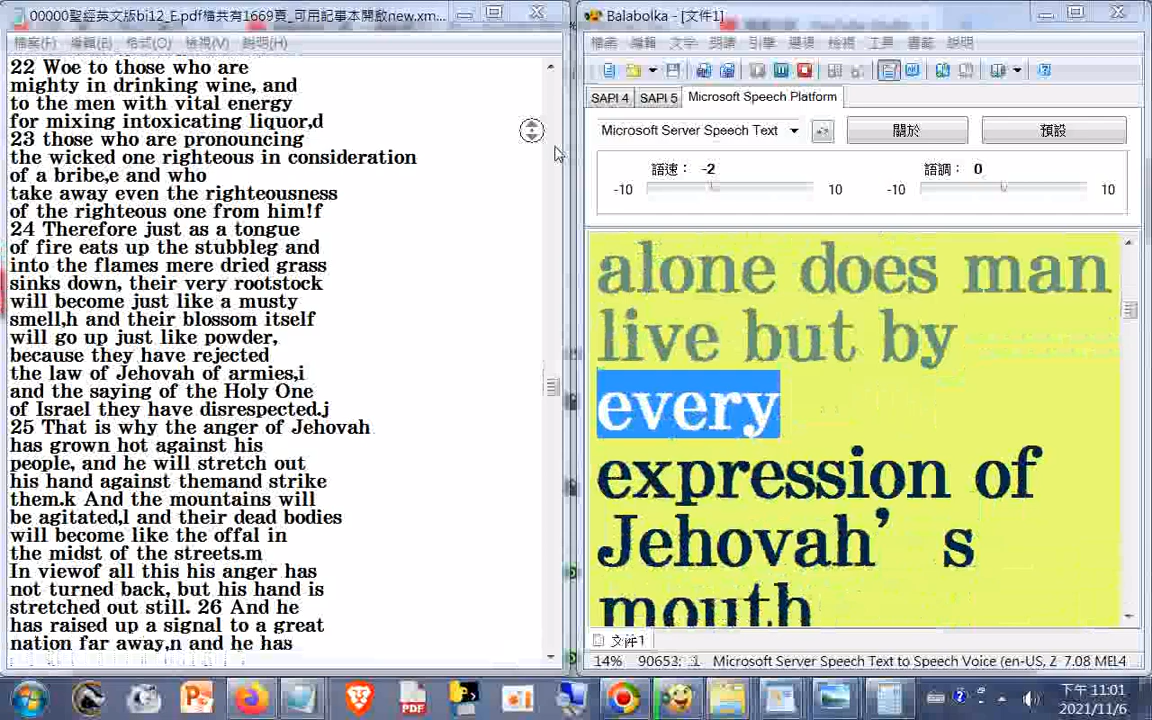 00000聖經英文版bi12_E.pdf檔共有1669頁_可用記事本開啟new.xm...
檔案(F) 編輯(E) 格式(O) 檢視(V) 說明(H)
22 Woe to those who are
mighty in drinking wine, and
to the men with vital energy
for mixing intoxicating liquor,d
23 those who are pronouncing
the wicked one righteous in consideration
of a bribe,e and who
take away even the righteousness
of the righteous one from him!f
24 Therefore just as a tongue
of fire eats up the stubbleg and
into the flames mere dried grass
sinks down, their very rootstock
will become just like a musty
smell,h and their blossom itself
will go up just like powder,
because they have rejected
the law of Jehovah of armies,i
and the saying of the Holy One
of Israel they have disrespected.j
25 That is why the anger of Jehovah
has grown hot against his
people, and he will stretch out
his hand against themand strike
them.k And the mountains will
be agitated,l and their dead bodies
will become like the offal in
the midst of the streets.m
In viewof all this his anger has
not turned back, but his hand is
stretched out still. 26 And he
has raised up a signal to a great
nation far away,n and he has
Balabolka - [文件1]
檔案 編輯 文字 朗讀 引擎 選項 檢視 工具 書籤 說明
SAPI 4 SAPI 5 Microsoft Speech Platform
Microsoft Server Speech Text 關於 預設
語速： -2 語調： 0
-10 10 -10 10
alone does man
live but by
every
expression of
Jehovah’s
mouth
文件1
14% 90653: 1 Microsoft Server Speech Text to Speech Voice (en-US, Z 7.08 ME
PDF
下午 11:01
2021/11/6